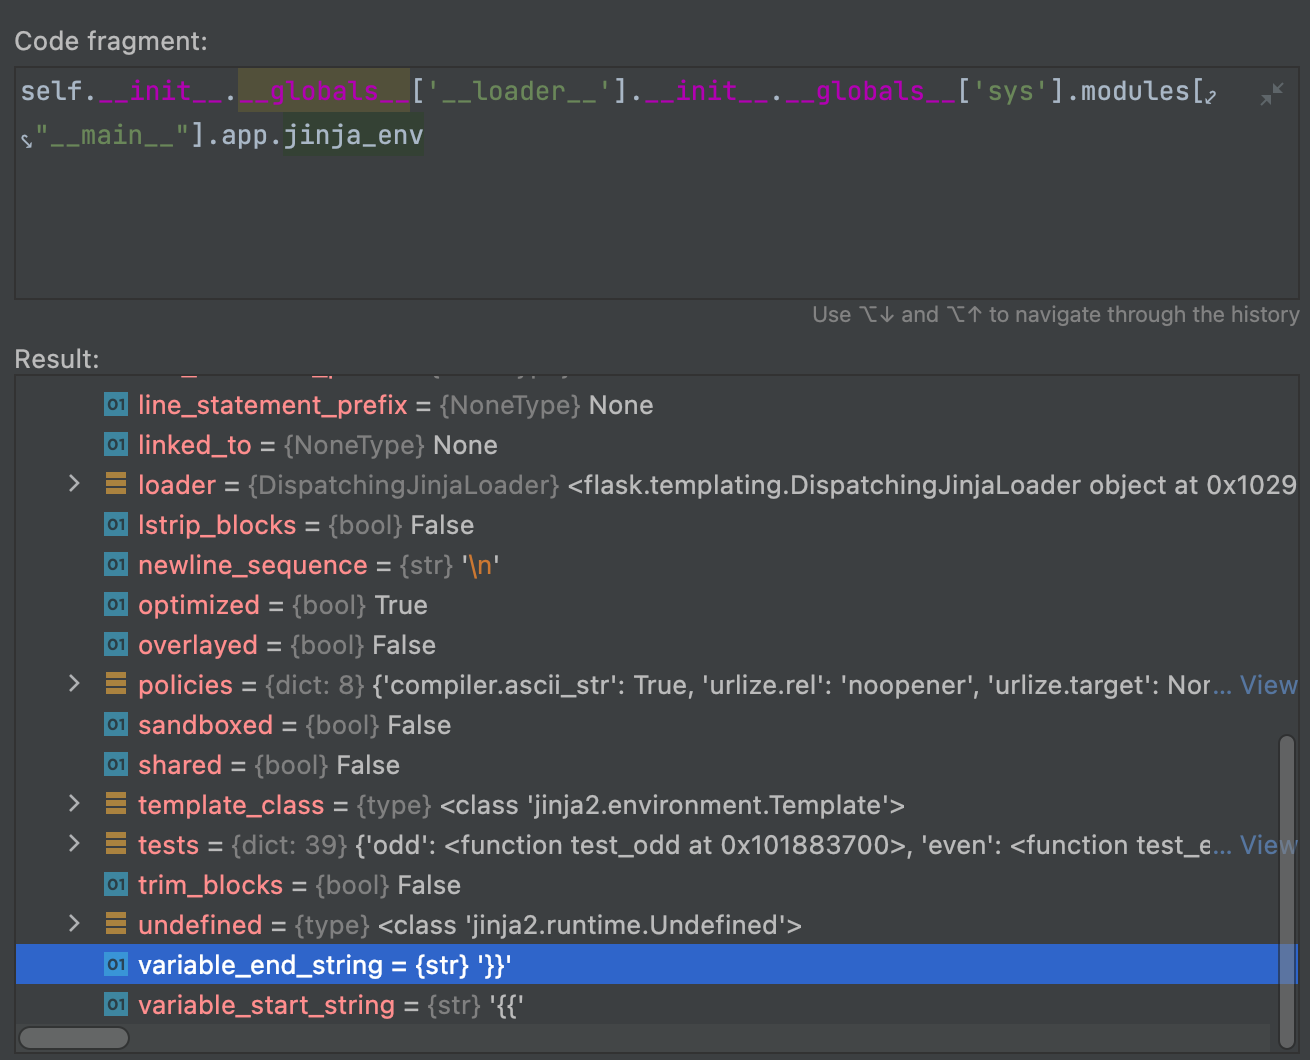 Code fragment:
self.__init__.__globals__['__loader__'].__init__.__globals__['sys'].modules[
"__main__"].app.jinja_env
Use ⌥↓ and ⌥↑ to navigate through the history
Result:
01 line_statement_prefix = {NoneType} None
01 linked_to = {NoneType} None
loader = {DispatchingJinjaLoader} <flask.templating.DispatchingJinjaLoader object at 0x1029
01 lstrip_blocks = {bool} False
01 newline_sequence = {str} '\n'
01 optimized = {bool} True
01 overlayed = {bool} False
policies = {dict: 8} {'compiler.ascii_str': True, 'urlize.rel': 'noopener', 'urlize.target': Nor... View
01 sandboxed = {bool} False
01 shared = {bool} False
template_class = {type} <class 'jinja2.environment.Template'>
tests = {dict: 39} {'odd': <function test_odd at 0x101883700>, 'even': <function test_e... View
01 trim_blocks = {bool} False
undefined = {type} <class 'jinja2.runtime.Undefined'>
01 variable_end_string = {str} '}}'
01 variable_start_string = {str} '{{'